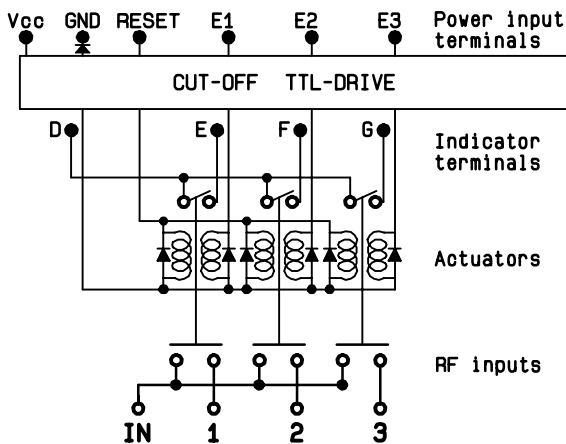 Vcc GND RESET E1 E2 E3 Power input
terminals
CUT-OFF TTL-DRIVE
D E F G Indicator
terminals
Actuators
RF inputs
IN 1 2 3